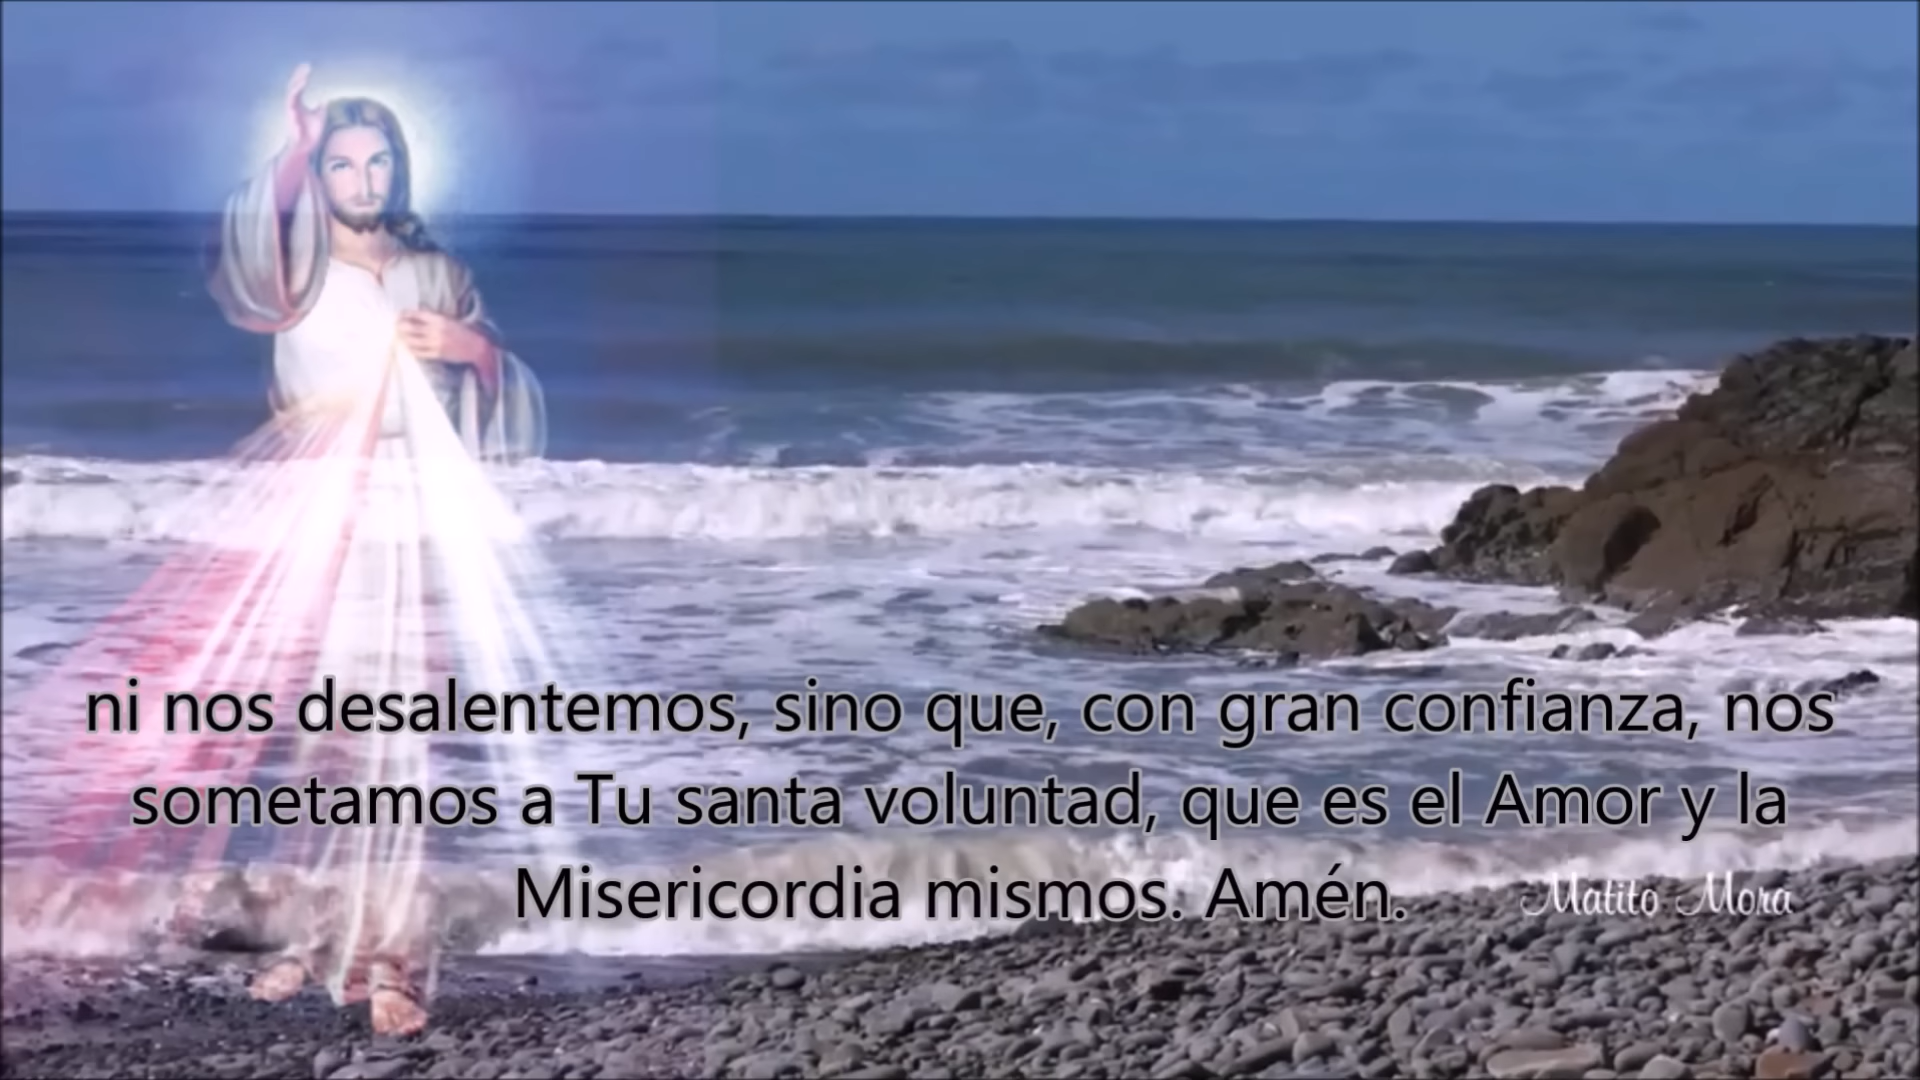 ni nos desalentemos, sino que, con gran confianza, nos
sometamos a Tu santa voluntad, que es el Amor y la
Misericordia mismos. Amén.
Matito Mora